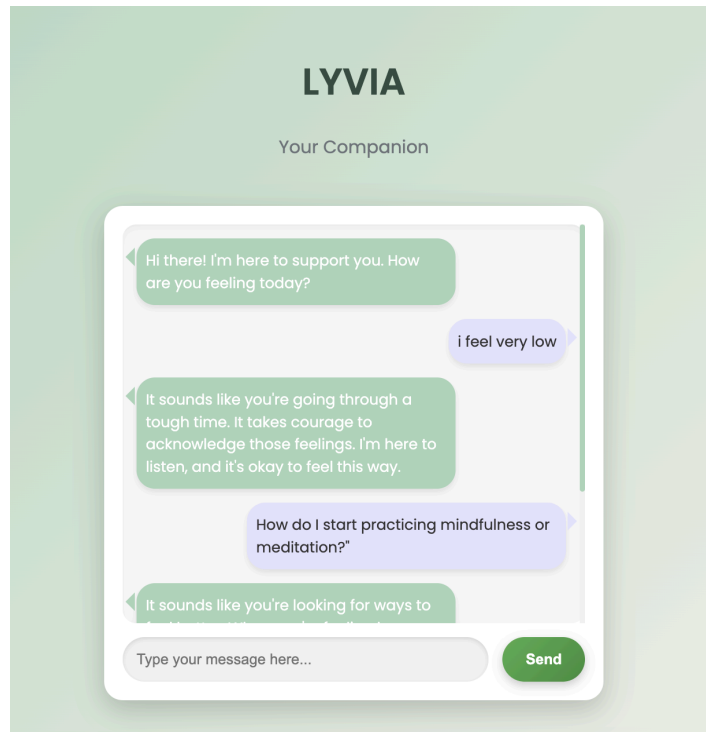 LYVIA
Your Companion
Hi there! I'm here to support you. How
are you feeling today?
i feel very low
It sounds like you're going through a
tough time. It takes courage to
acknowledge those feelings. I'm here to
listen, and it's okay to feel this way.
How do I start practicing mindfulness or
meditation?"
It sounds like you're looking for ways to
Type your message here...
Send